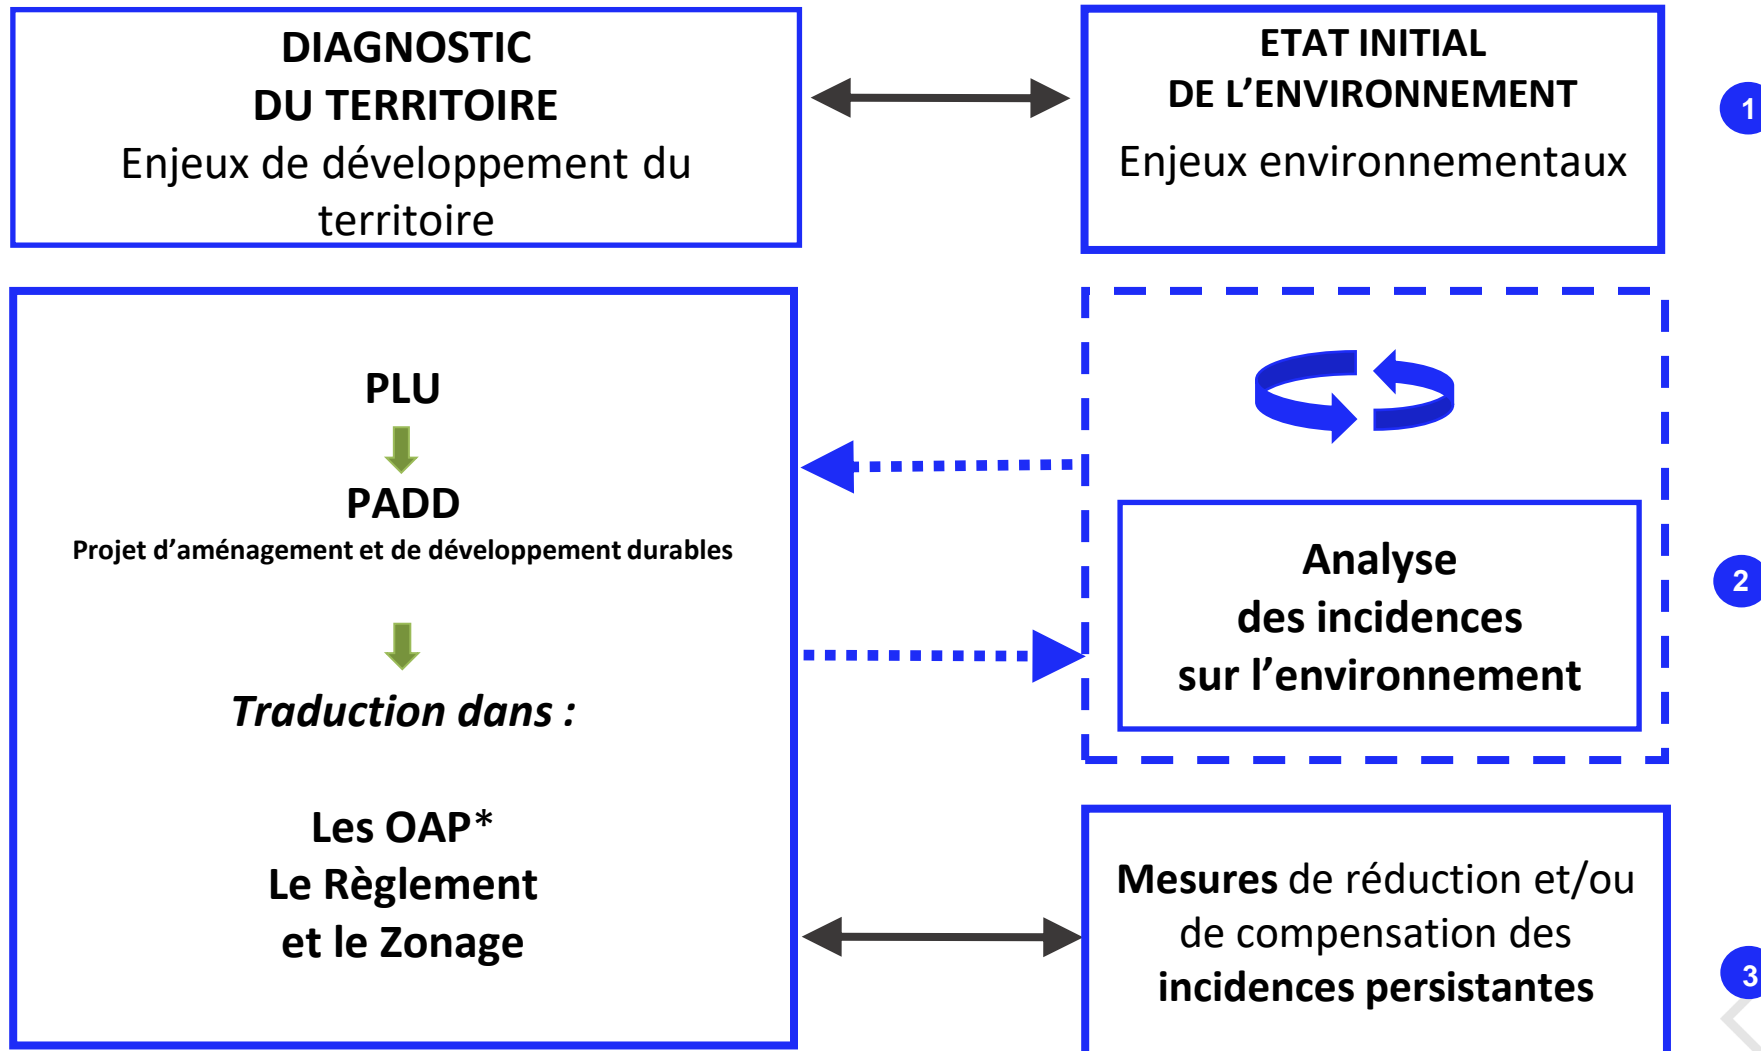 DIAGNOSTIC
DU TERRITOIRE
Enjeux de développement du
territoire
ETAT INITIAL
DE L’ENVIRONNEMENT
Enjeux environnementaux
1
PLU
PADD
Projet d’aménagement et de développement durables
Traduction dans :
Les OAP*
Le Règlement
et le Zonage
Analyse
des incidences
sur l’environnement
2
Mesures de réduction et/ou
de compensation des
incidences persistantes
3